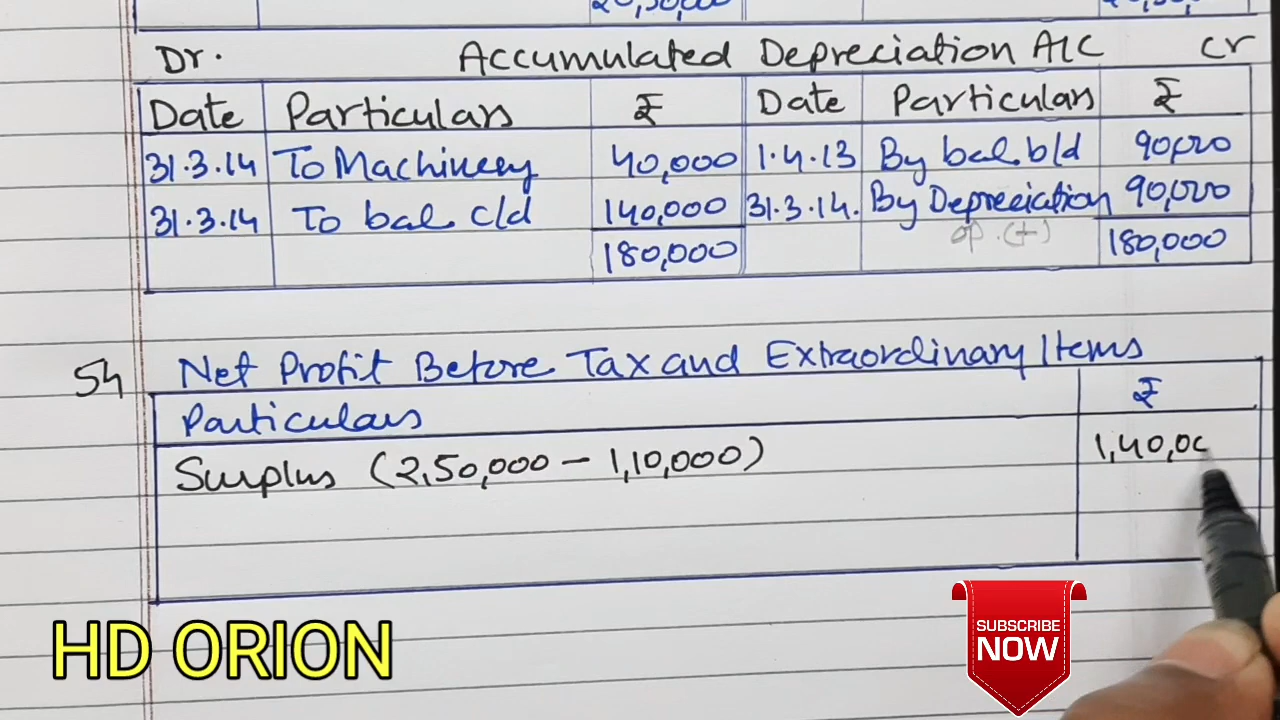 Dr. Accumulated Depreciation A/C Cr
Date Particulars ₹ Date Particulars ₹
31.3.14 To Machinery 40,000 1.4.13 By bal. b/d 90,000
31.3.14 To bal c/d 140,000 31.3.14. By Depreciation 90,000
op.(+)
180,000 180,000
54 Net Profit Before Tax and Extraordinary Items
Particulars ₹
Surplus (2,50,000 - 1,10,000) 1,40,00
HD ORION
SUBSCRIBE
NOW